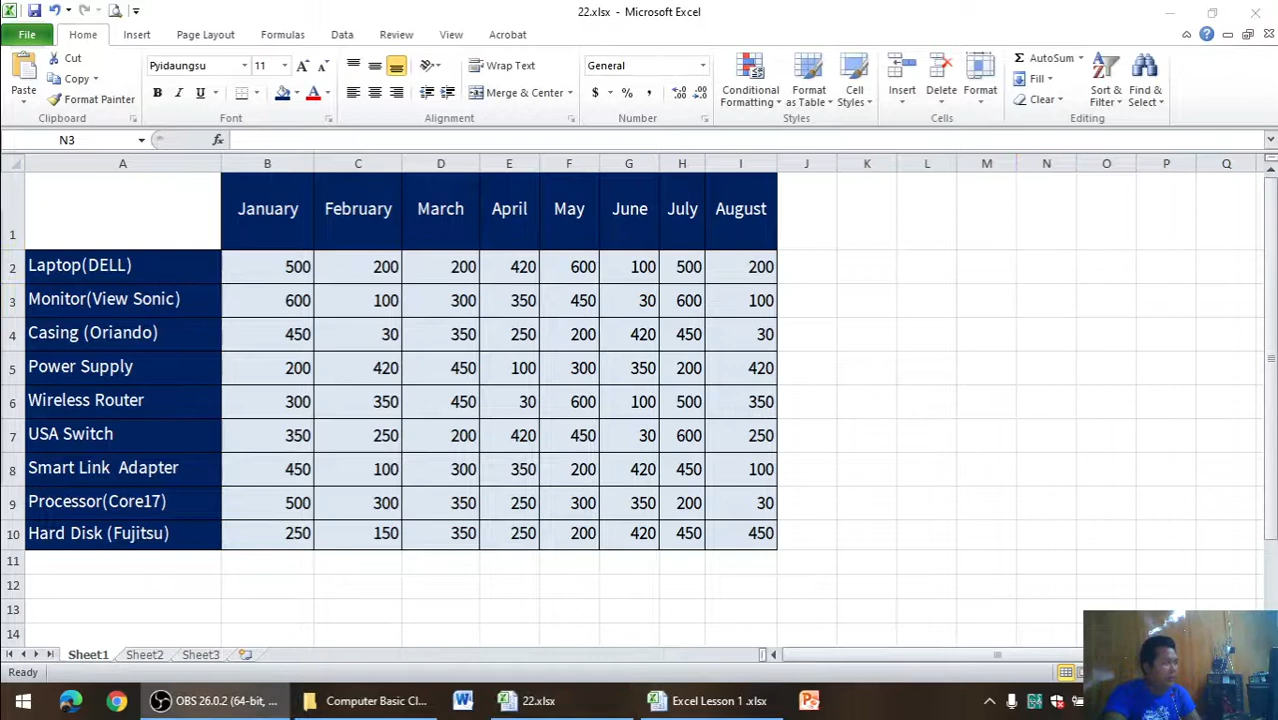 22.xlsx - Microsoft Excel
File Home Insert Page Layout Formulas Data Review View Acrobat
Paste
Cut
Copy
Format Painter
Clipboard
Pyidaungsu 11
B I U A
Font
Wrap Text
Merge & Center
Alignment
General
$ % ,
Number
Conditional Formatting
Format as Table
Cell Styles
Styles
Insert Delete Format
Cells
Σ AutoSum
Fill
Clear
Sort & Filter
Find & Select
Editing
N3 fx
A B C D E F G H I J K L M N O P Q
1 January February March April May June July August
2 Laptop(DELL) 500 200 200 420 600 100 500 200
3 Monitor(View Sonic) 600 100 300 350 450 30 600 100
4 Casing (Oriando) 450 30 350 250 200 420 450 30
5 Power Supply 200 420 450 100 300 350 200 420
6 Wireless Router 300 350 450 30 600 100 500 350
7 USA Switch 350 250 200 420 450 30 600 250
8 Smart Link  Adapter 450 100 300 350 200 420 450 100
9 Processor(Core17) 500 300 350 250 300 350 200 30
10 Hard Disk (Fujitsu) 250 150 350 250 200 420 450 450
11
12
13
14
Sheet1 Sheet2 Sheet3
Ready
OBS 26.0.2 (64-bit, ... Computer Basic Cl... 22.xlsx Excel Lesson 1 .xlsx